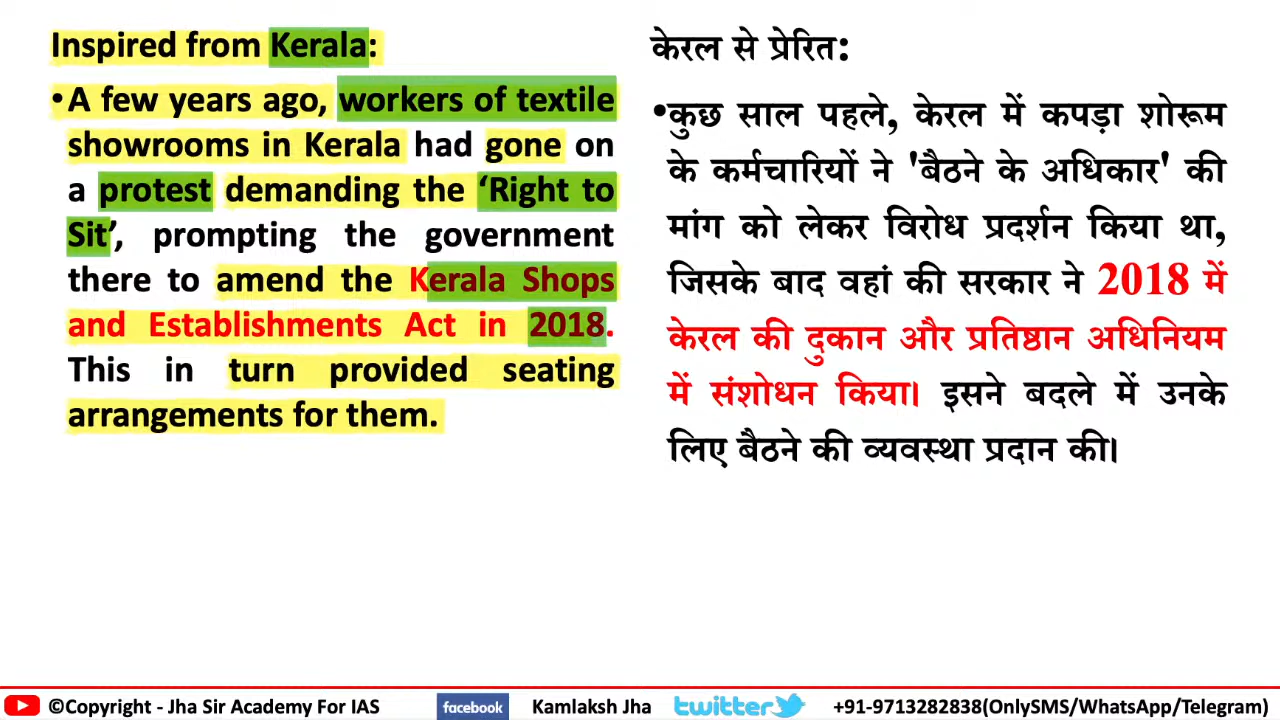 Inspired from Kerala:
•A few years ago, workers of textile
showrooms in Kerala had gone on
a protest demanding the ‘Right to
Sit’, prompting the government
there to amend the Kerala Shops
and Establishments Act in 2018.
This in turn provided seating
arrangements for them.
केरल से प्रेरित:
•कुछ साल पहले, केरल में कपड़ा शोरूम
के कर्मचारियों ने 'बैठने के अधिकार' की
मांग को लेकर विरोध प्रदर्शन किया था,
जिसके बाद वहां की सरकार ने 2018 में
केरल की दुकान और प्रतिष्ठान अधिनियम
में संशोधन किया। इसने बदले में उनके
लिए बैठने की व्यवस्था प्रदान की।
©Copyright - Jha Sir Academy For IAS facebook Kamlaksh Jha twitter +91-9713282838(OnlySMS/WhatsApp/Telegram)